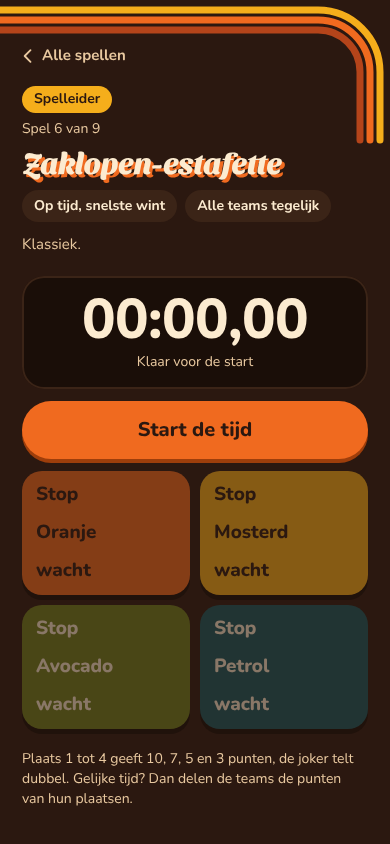 Alle spellen
Spelleider
Spel 6 van 9
Zaklopen-estafette
Op tijd, snelste wint
Alle teams tegelijk
Klassiek.
00:00,00
Klaar voor de start
Start de tijd
Stop
Oranje
wacht
Stop
Mosterd
wacht
Stop
Avocado
wacht
Stop
Petrol
wacht
Plaats 1 tot 4 geeft 10, 7, 5 en 3 punten, de joker telt
dubbel. Gelijke tijd? Dan delen de teams de punten
van hun plaatsen.